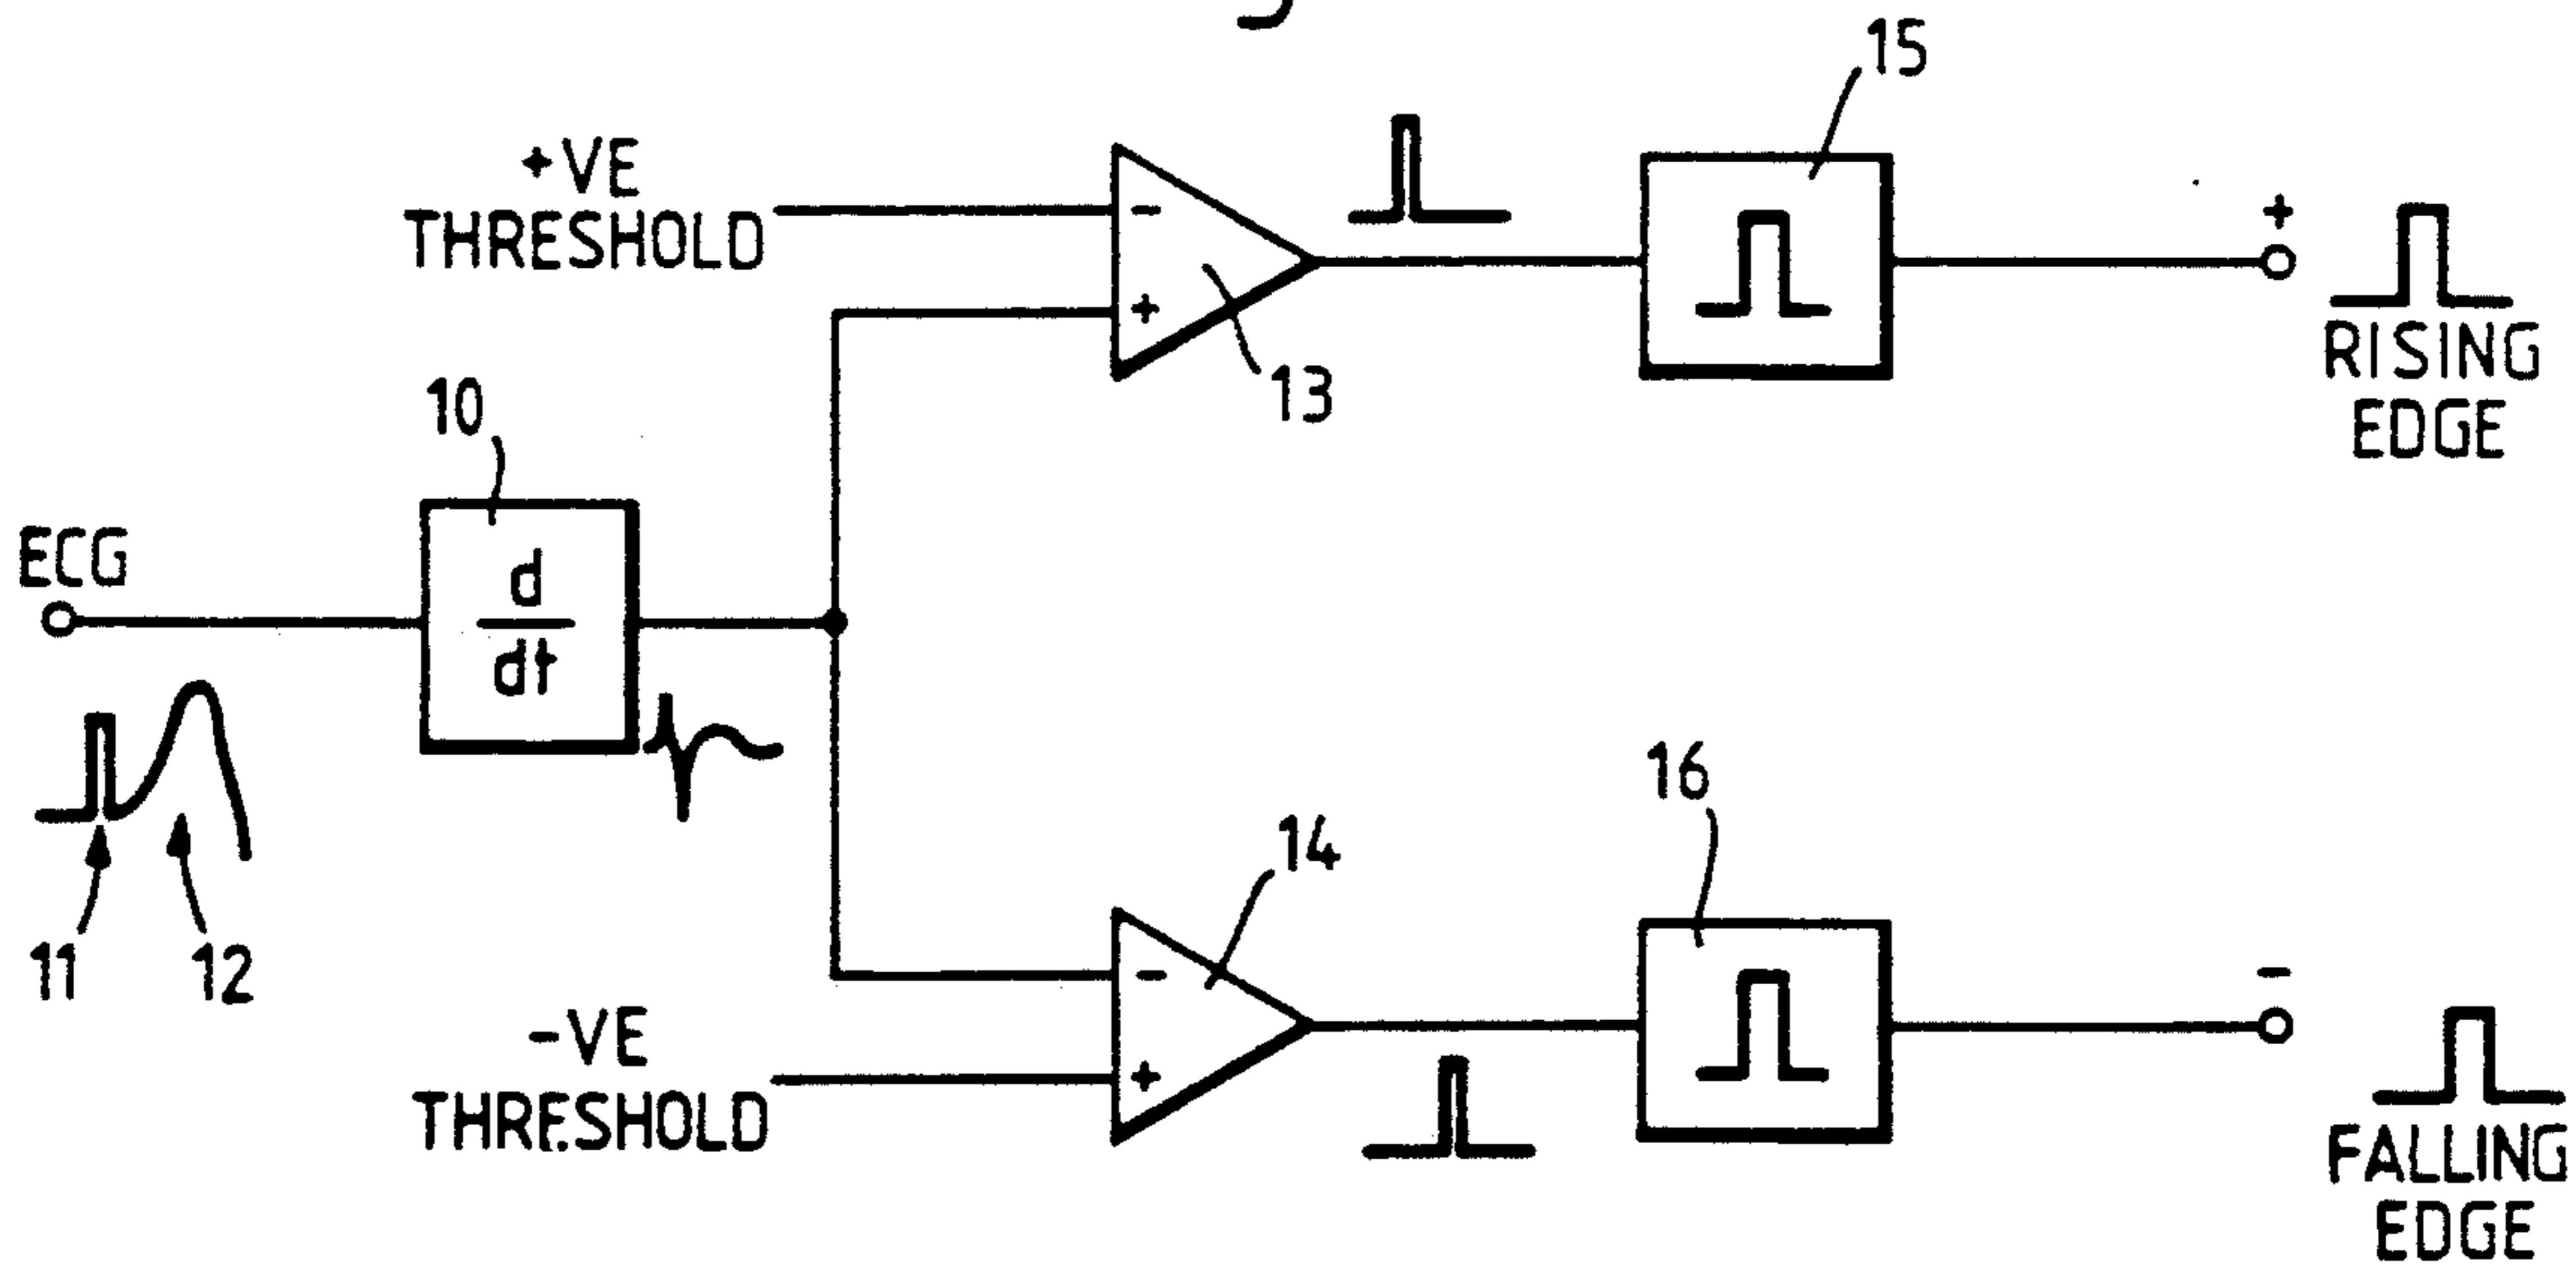 15
+VE
THRESHOLD
-
+
13
+
RISING
EDGE
10
ECG
d
dt
11
12
16
14
-VE
THRESHOLD
-
+
-
FALLING
EDGE